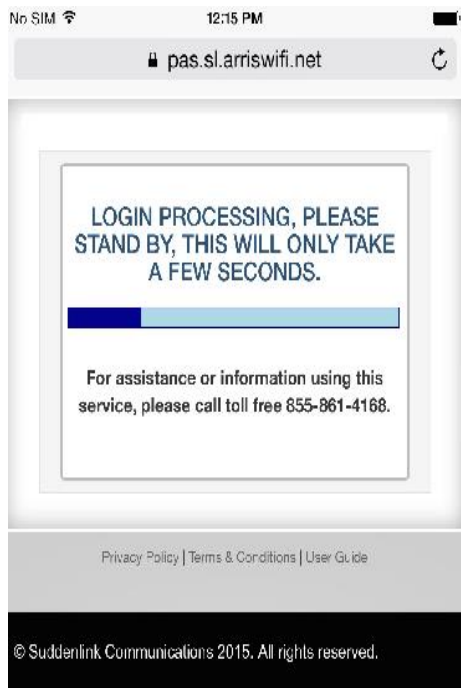 No SIM 12:15 PM
pas.sl.arriswifi.net
LOGIN PROCESSING, PLEASE
STAND BY, THIS WILL ONLY TAKE
A FEW SECONDS.
For assistance or information using this
service, please call toll free 855-861-4168.
Privacy Policy | Terms & Conditions | User Guide
© Suddenlink Communications 2015. All rights reserved.